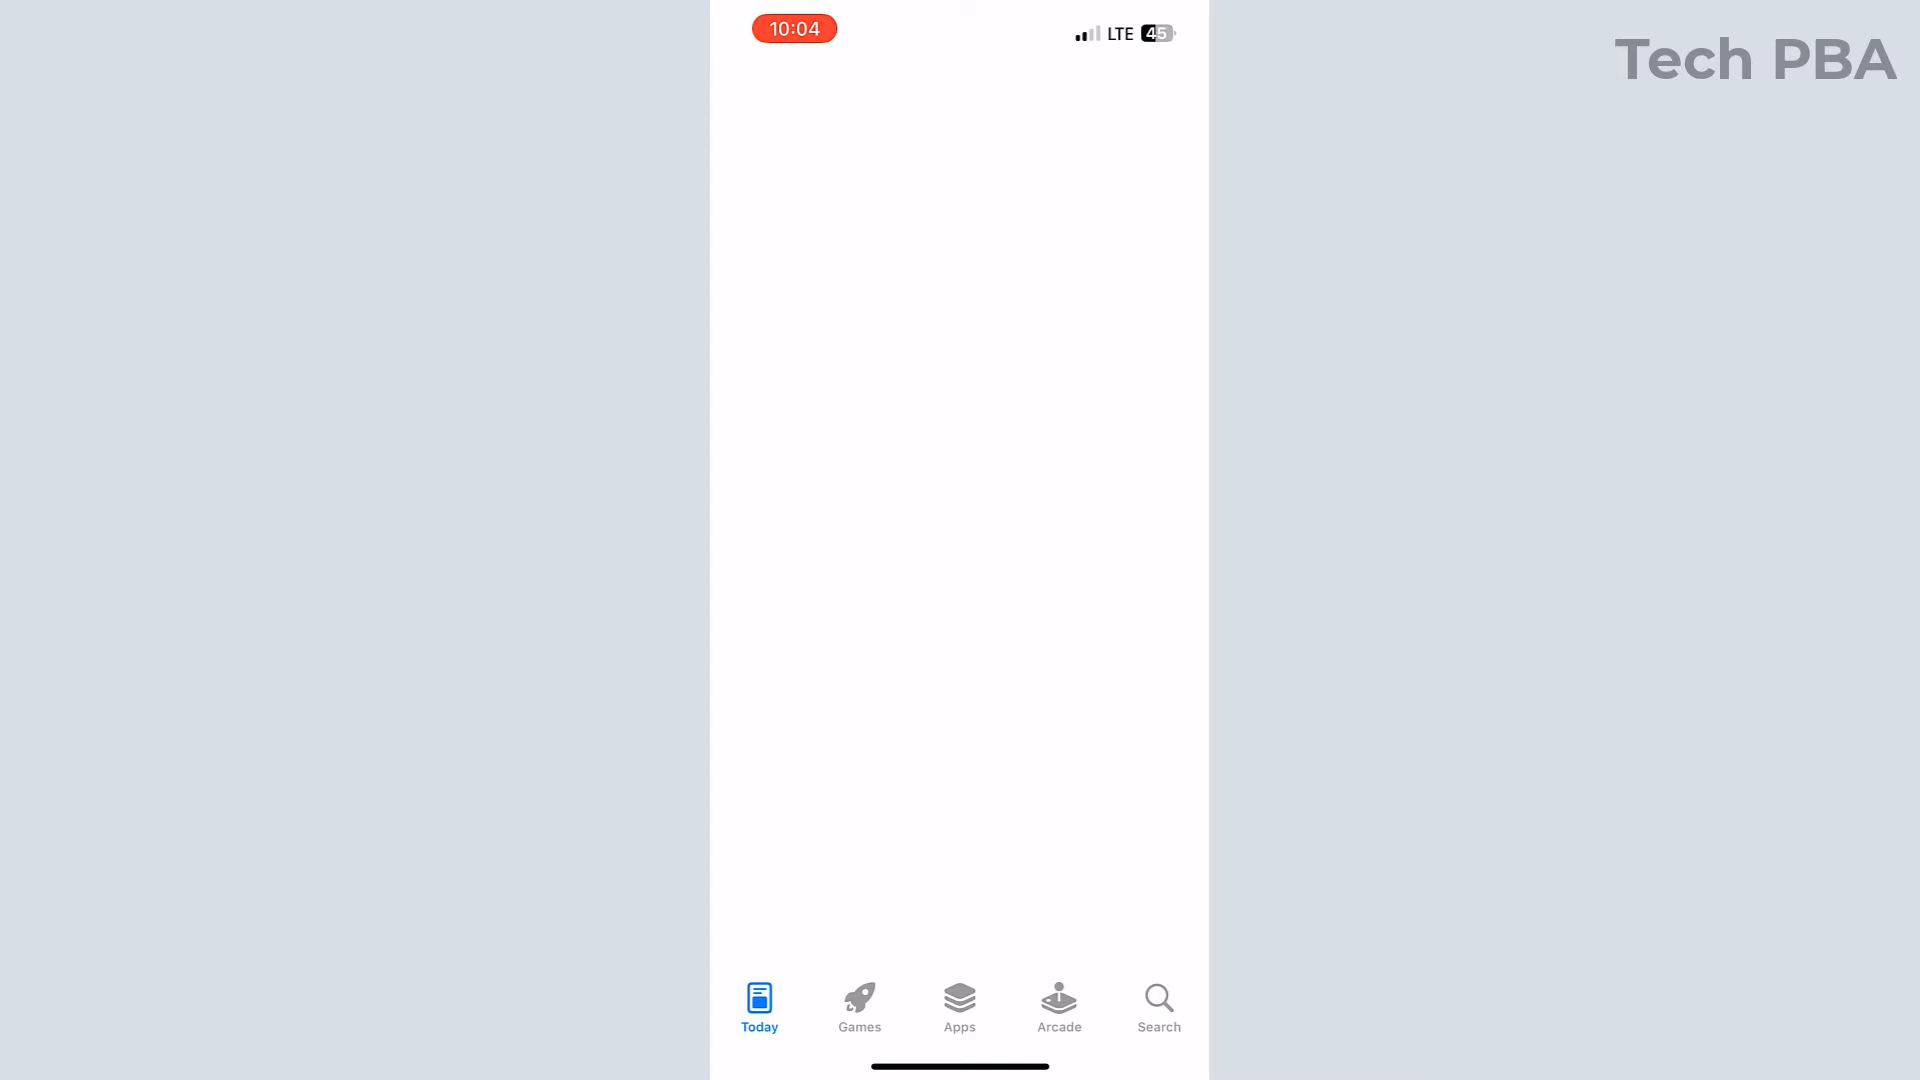 10:04
LTE 45
Tech PBA
Today
Games
Apps
Arcade
Search